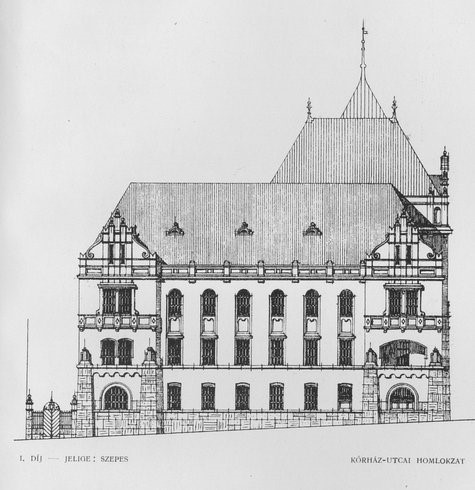 I. DÍJ — JELIGE: SZEPES
KÓRHÁZ-UTCAI HOMLOKZAT